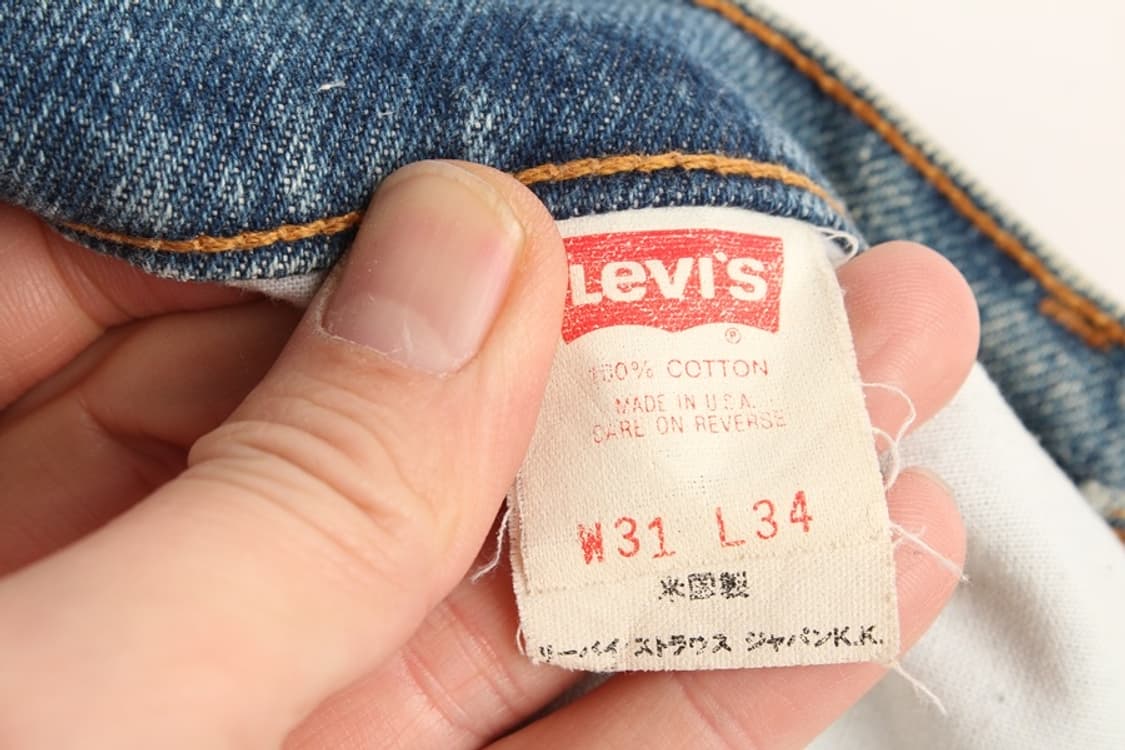 Levi's
®
100% COTTON
MADE IN U.S.A.
CARE ON REVERSE
W31 L34
米国製
リーバイ・ストラウス ジャパンK.K.